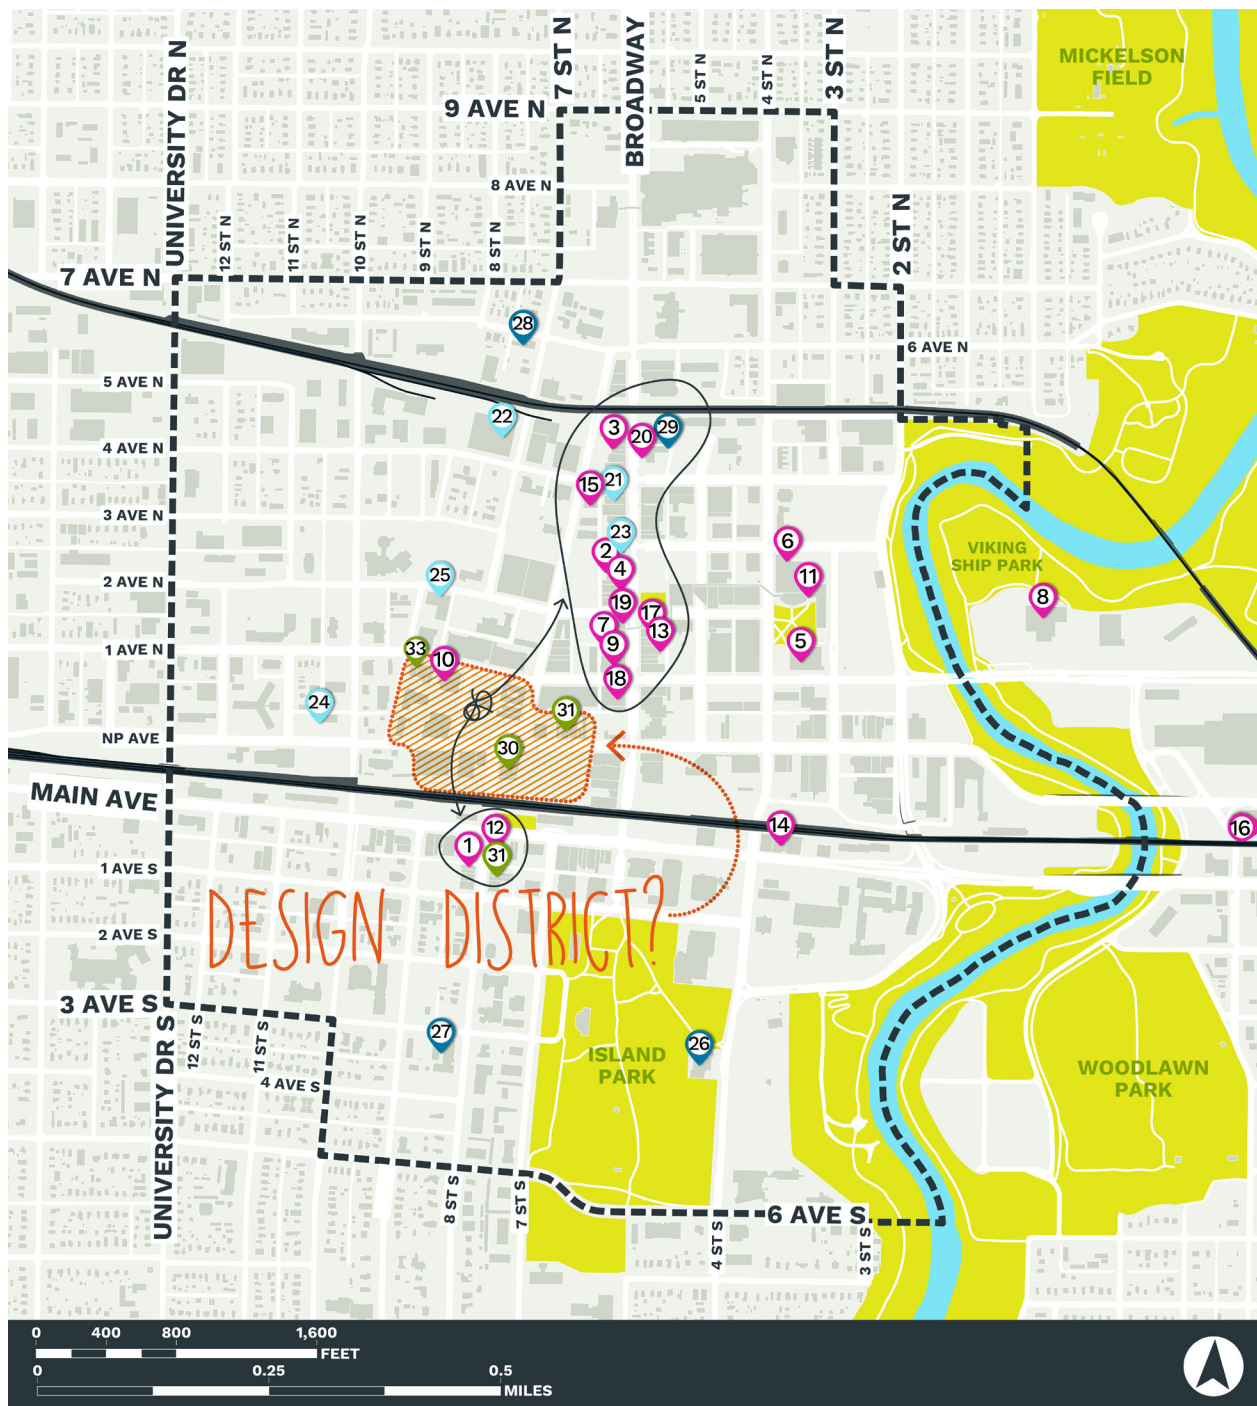 MICKELSON
FIELD
UNIVERSITY DR N
7 ST N
BROADWAY
5 ST N
4 ST N
3 ST N
9 AVE N
8 AVE N
2 ST N
12 ST N
11 ST N
10 ST N
9 ST N
8 ST N
7 AVE N
28
6 AVE N
5 AVE N
22
3
20
29
4 AVE N
15
21
3 AVE N
23
6
2
VIKING
SHIP PARK
4
25
11
2 AVE N
8
19
17
7
13
5
9
33
10
1 AVE N
18
24
31
NP AVE
30
MAIN AVE
12
14
16
1
31
1 AVE S
DESIGN DISTRICT?
2 AVE S
3 AVE S
12 ST S
11 ST S
27
26
ISLAND
PARK
WOODLAWN
PARK
4 AVE S
UNIVERSITY DR S
8 ST S
7 ST S
6 AVE S
4 ST S
3 ST S
0 400 800 1,600
FEET
0 0.25 0.5
MILES